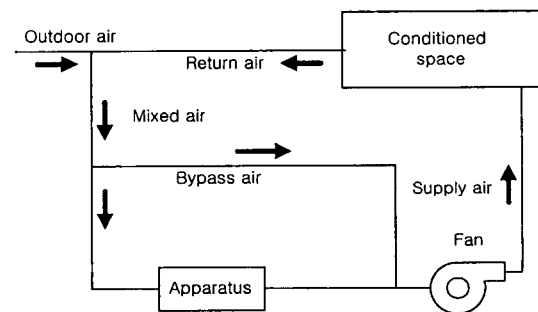 Outdoor air
Conditioned
space
Return air
Mixed air
Bypass air
Supply air
Fan
Apparatus